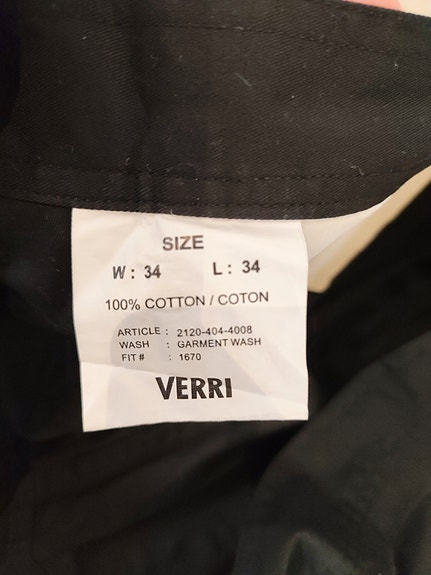 SIZE
W : 34 L : 34
100% COTTON / COTON
ARTICLE : 2120-404-4008
WASH : GARMENT WASH
FIT # : 1670
VERRI